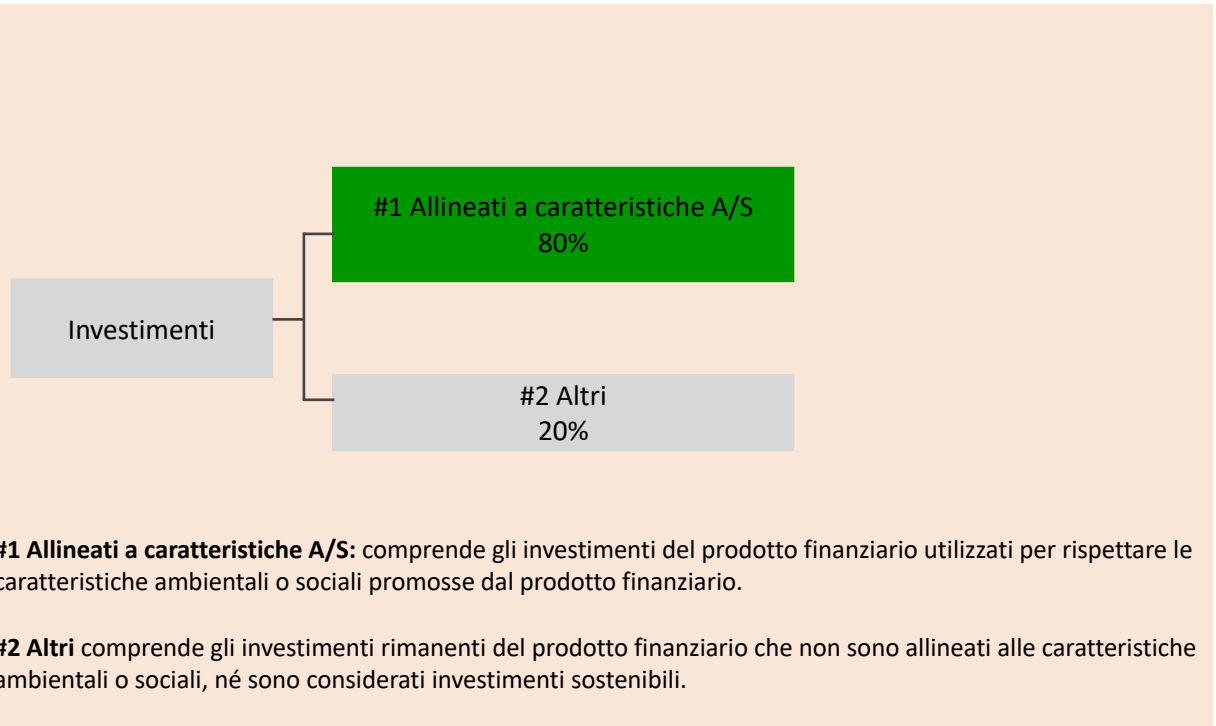 #1 Allineati a caratteristiche A/S
80%
Investimenti
#2 Altri
20%
#1 Allineati a caratteristiche A/S: comprende gli investimenti del prodotto finanziario utilizzati per rispettare le
caratteristiche ambientali o sociali promosse dal prodotto finanziario.
#2 Altri comprende gli investimenti rimanenti del prodotto finanziario che non sono allineati alle caratteristiche
ambientali o sociali, né sono considerati investimenti sostenibili.